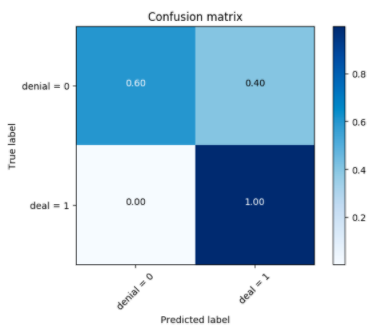 Confusion matrix
denial = 0
0.60
0.40
0.8
0.6
True label
0.4
deal = 1
0.00
1.00
0.2
denial = 0
deal = 1
Predicted label